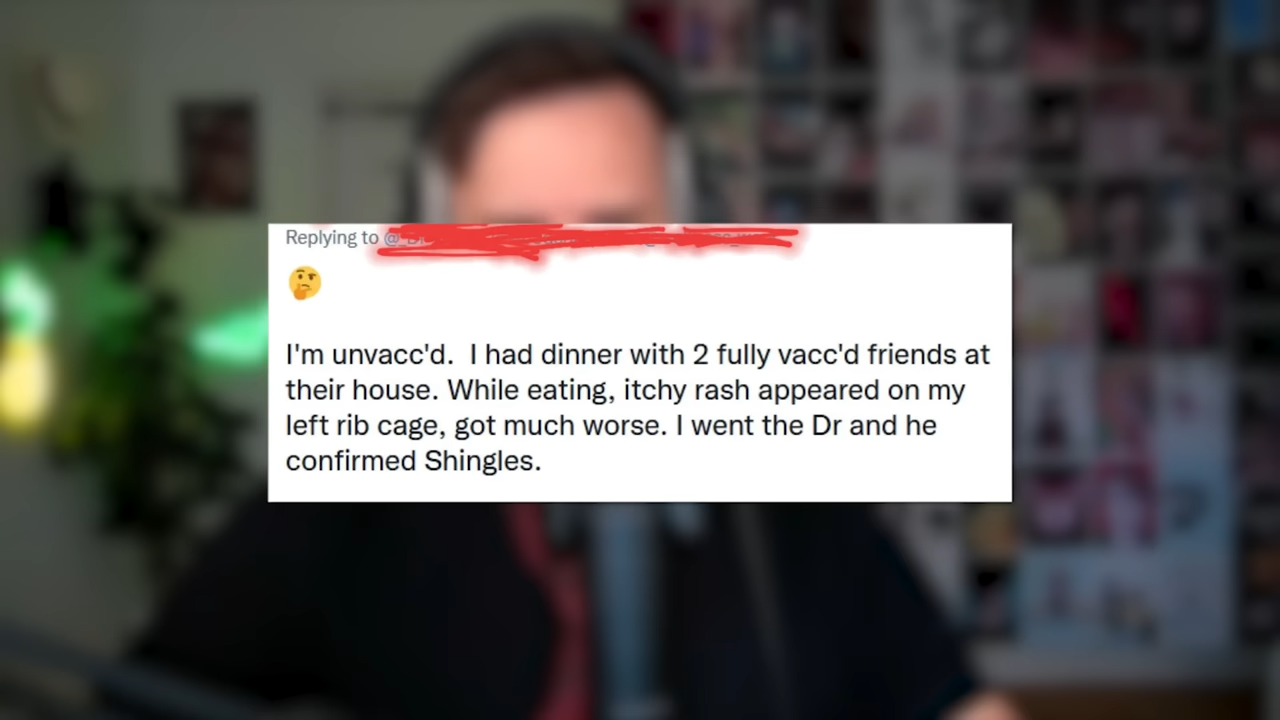 Replying to
🤔
I'm unvacc'd.  I had dinner with 2 fully vacc'd friends at
their house. While eating, itchy rash appeared on my
left rib cage, got much worse. I went the Dr and he
confirmed Shingles.